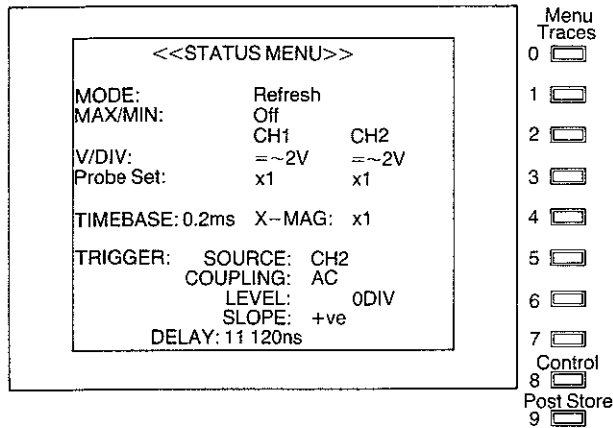 Menu
Traces
<<STATUS MENU>>
0
MODE: Refresh
1
MAX/MIN: Off
CH1 CH2
2
V/DIV: =~2V =~2V
Probe Set: x1 x1
3
TIMEBASE: 0.2ms X-MAG: x1
4
TRIGGER: SOURCE: CH2
5
COUPLING: AC
LEVEL: 0DIV
6
SLOPE: +ve
DELAY: 11 120ns
7
Control
8
Post Store
9